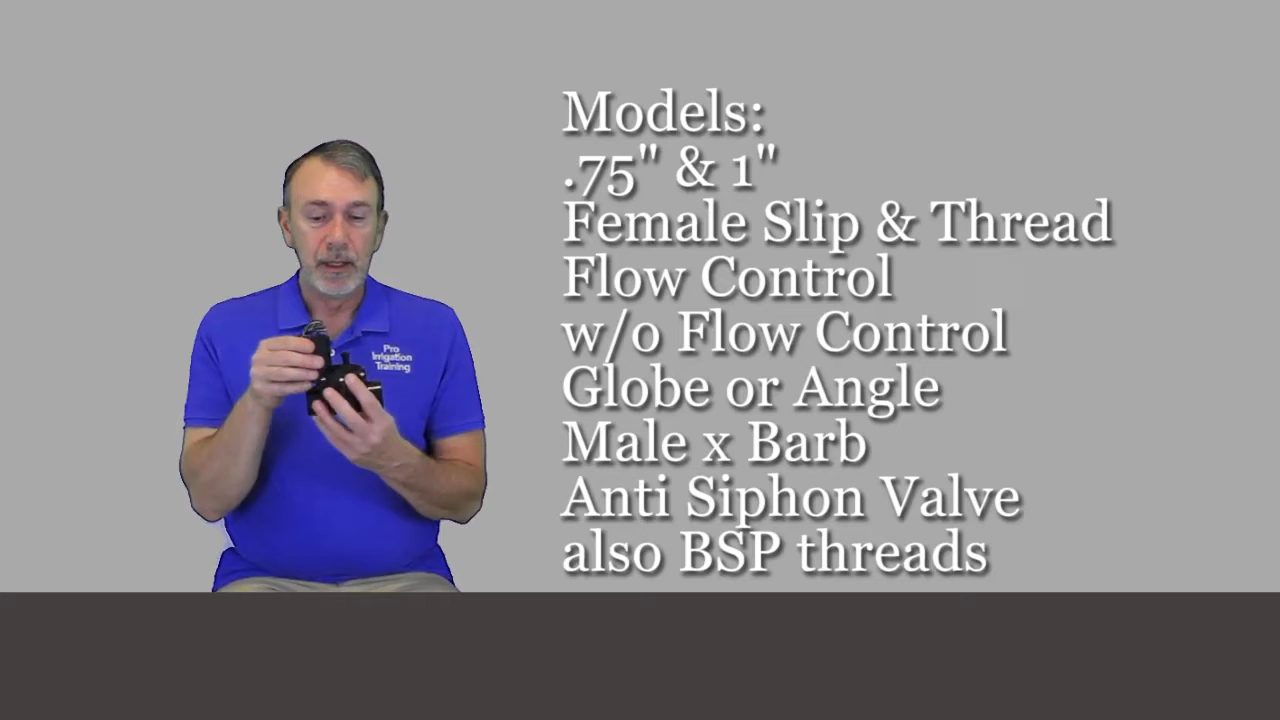 Models:
.75" & 1"
Female Slip & Thread
Flow Control
w/o Flow Control
Globe or Angle
Male x Barb
Anti Siphon Valve
also BSP threads
Pro
Irrigation
Training